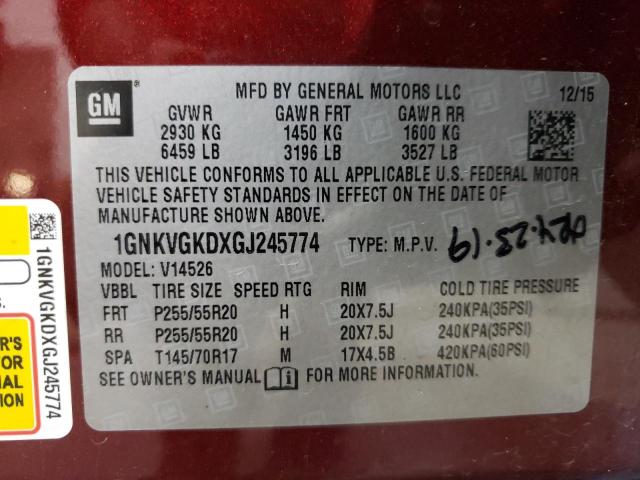 GM
MFD BY GENERAL MOTORS LLC 12/15
GVWR GAWR FRT GAWR RR
2930 KG 1450 KG 1600 KG
6459 LB 3196 LB 3527 LB
THIS VEHICLE CONFORMS TO ALL APPLICABLE U.S. FEDERAL MOTOR
VEHICLE SAFETY STANDARDS IN EFFECT ON THE DATE OF
MANUFACTURE SHOWN ABOVE.
1GNKVGKDXGJ245774 TYPE: M.P.V.
MODEL: V14526
VBBL TIRE SIZE SPEED RTG RIM COLD TIRE PRESSURE
FRT P255/55R20 H 20X7.5J 240KPA(35PSI)
RR P255/55R20 H 20X7.5J 240KPA(35PSI)
SPA T145/70R17 M 17X4.5B 420KPA(60PSI)
SEE OWNER'S MANUAL i FOR MORE INFORMATION.
1GNKVGKDXGJ245774